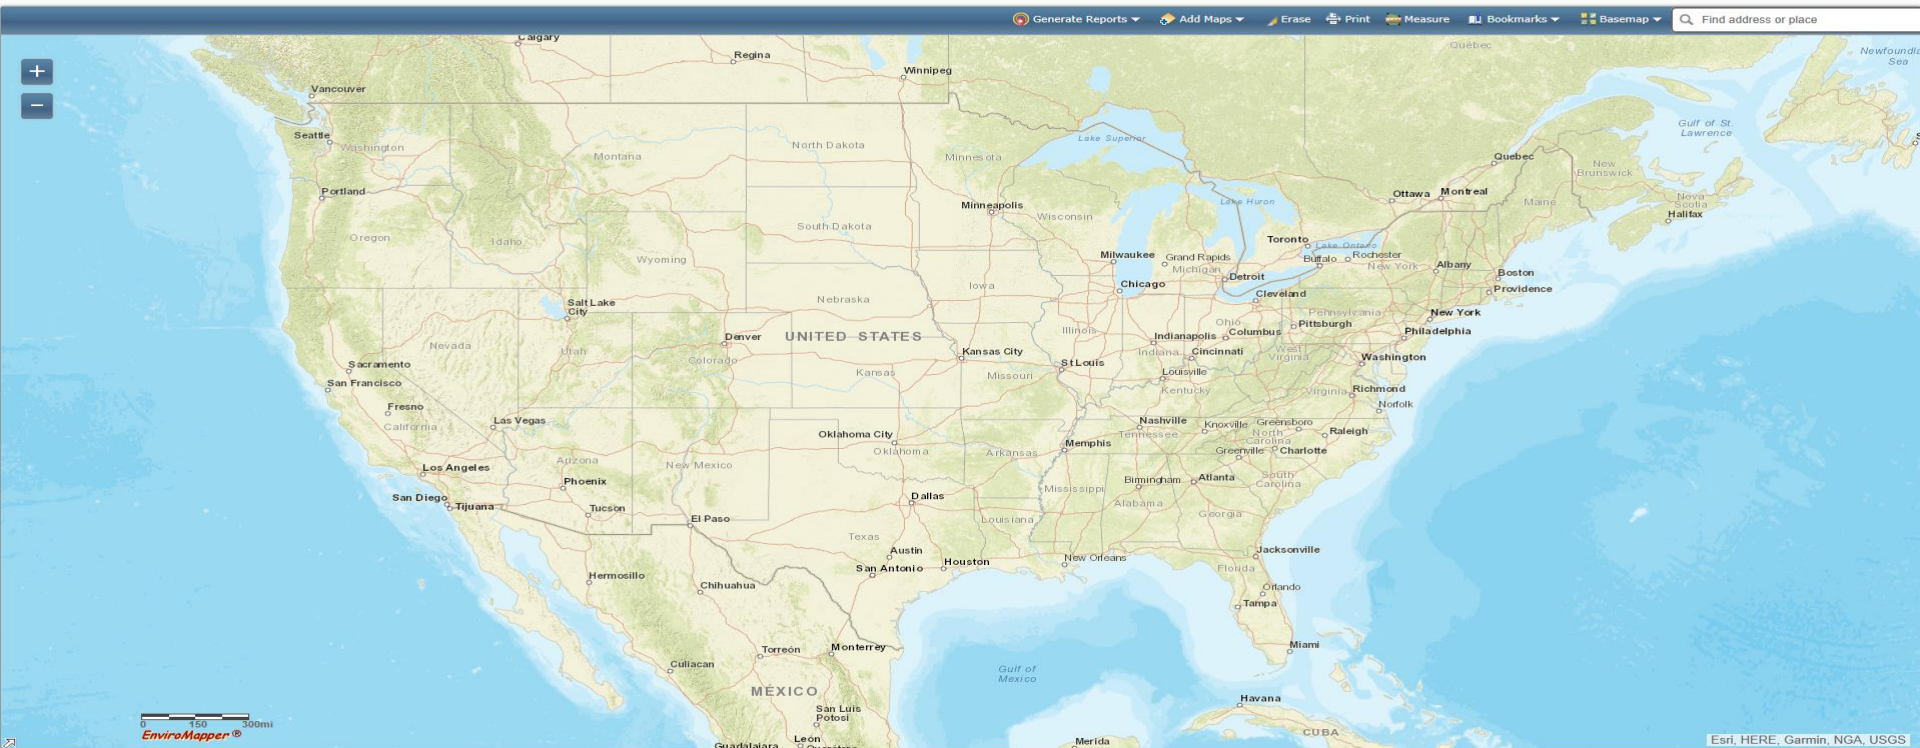 Generate Reports Add Maps Erase Print Measure Bookmarks Basemap Find address or place
+
−
Calgary
Regina
Winnipeg
Vancouver
Québec
Newfoundla
Sea
Seattle
Washington
Montana
North Dakota
Minnesota
Lake Superior
Gulf of St.
Lawrence
Quebec
New
Brunswick
Portland
Minneapolis
Wisconsin
Lake Huron
Ottawa
Montreal
Maine
Nova
Scotia
Halifax
Oregon
Idaho
Wyoming
South Dakota
Milwaukee
Grand Rapids
Michigan
Detroit
Toronto
Lake Ontario
Buffalo
Rochester
New York
Albany
Boston
Providence
Salt Lake
City
Nebraska
Iowa
Chicago
Cleveland
Nevada
Utah
Denver
Colorado
UNITED STATES
Kansas City
Kansas
Missouri
Illinois
St Louis
Indianapolis
Indiana
Ohio
Columbus
Cincinnati
Pittsburgh
Pennsylvania
New York
Philadelphia
West
Virginia
Washington
Louisville
Kentucky
Virginia
Richmond
Norfolk
Sacramento
San Francisco
Fresno
California
Las Vegas
Oklahoma City
Oklahoma
Arkansas
Memphis
Nashville
Tennessee
Knoxville
Greensboro
North
Carolina
Raleigh
Greenville
Charlotte
Los Angeles
Arizona
Phoenix
New Mexico
Dallas
Mississippi
Birmingham
Alabama
Atlanta
South
Carolina
Georgia
San Diego
Tijuana
Tucson
El Paso
Texas
Louisiana
Austin
San Antonio
Houston
New Orleans
Jacksonville
Florida
Orlando
Tampa
Miami
Hermosillo
Chihuahua
Culiacan
Torreón
Monterrey
Gulf of
Mexico
MÉXICO
San Luis
Potosi
León
Guadalajara
Querétaro
Merida
Havana
CUBA
0 150 300mi
EnviroMapper ®
Esri, HERE, Garmin, NGA, USGS